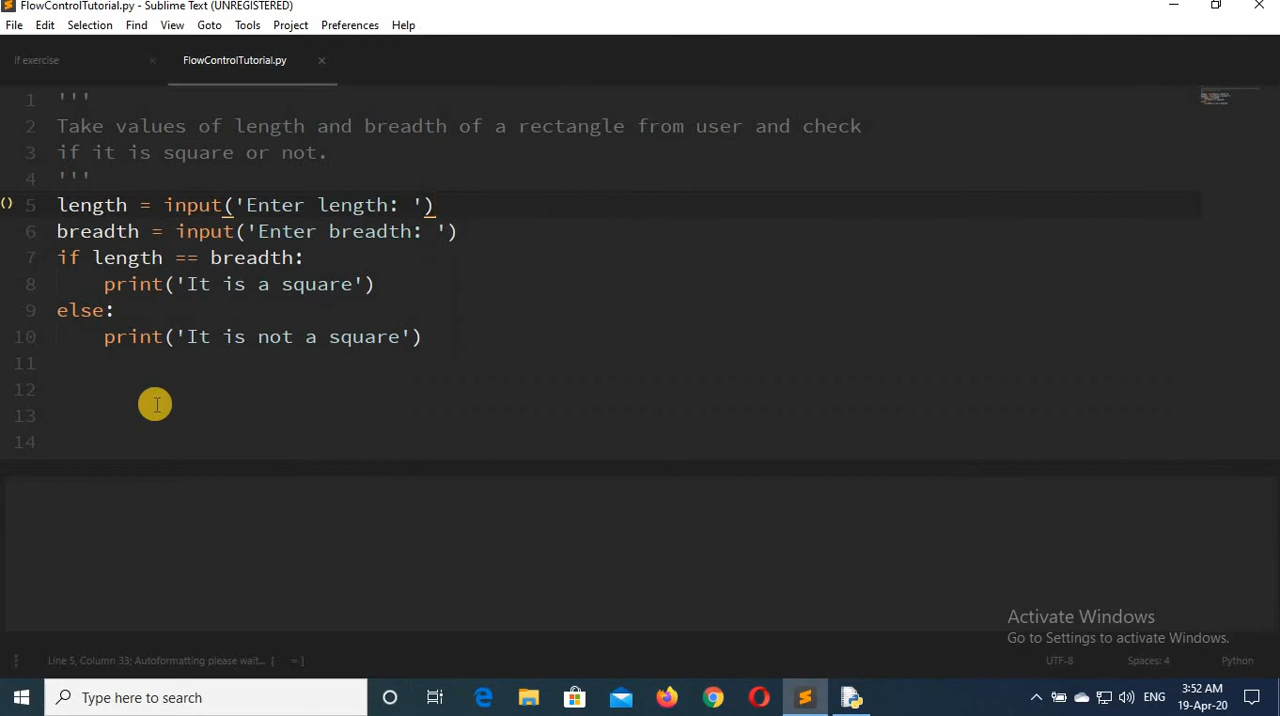 FlowControlTutorial.py - Sublime Text (UNREGISTERED)
File Edit Selection Find View Goto Tools Project Preferences Help
If exercise × FlowControlTutorial.py ×
1 '''
2 Take values of length and breadth of a rectangle from user and check
3 if it is square or not.
4 '''
() 5 length = input('Enter length: ')
6 breadth = input('Enter breadth: ')
7 if length == breadth:
8 print('It is a square')
9 else:
10 print('It is not a square')
11
12
13
14
Activate Windows
Go to Settings to activate Windows.
Line 5, Column 33; Autoformatting please wait... [ ~ ] UTF-8 Spaces: 4 Python
Type here to search ENG 3:52 AM
19-Apr-20